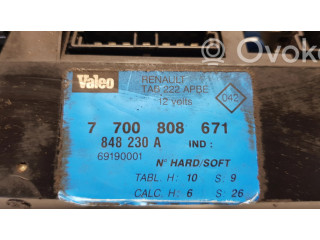 Ovoko
Valeo
RENAULT
TAB 222 APBE
12 volts
042
7 700 808 671
848 230 A IND :
69190001
N° HARD/SOFT
TABL. H: 10 S: 9
CALC. H: 6 S: 26